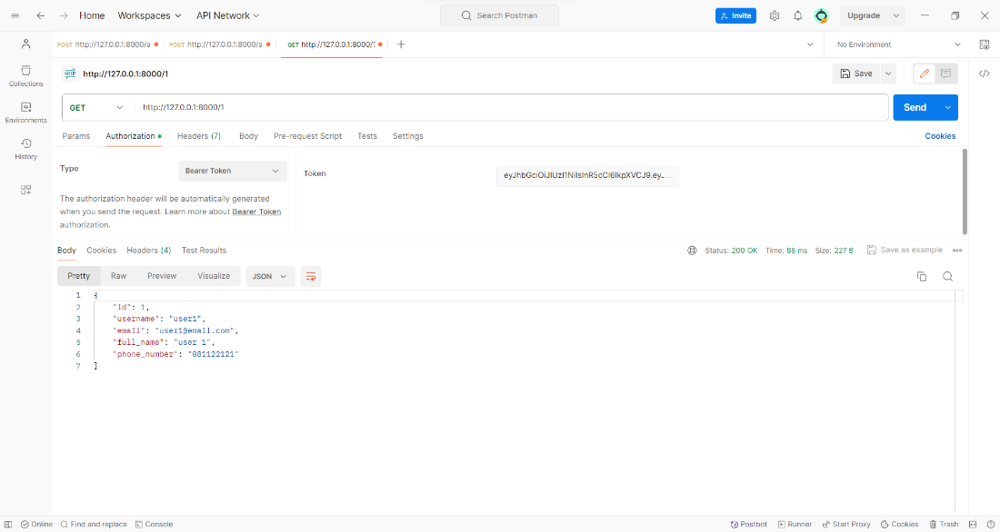 Home Workspaces API Network Search Postman Invite Upgrade
POST http://127.0.0.1:8000/a POST http://127.0.0.1:8000/a GET http://127.0.0.1:8000/1 No Environment
HTTP http://127.0.0.1:8000/1 Save
Collections
GET http://127.0.0.1:8000/1 Send
Environments
Params Authorization Headers (7) Body Pre-request Script Tests Settings Cookies
History
Type Bearer Token Token eyJhbGciOiJIUzI1NiIsInR5cCI6IkpXVCJ9.ey...
The authorization header will be automatically generated
when you send the request. Learn more about Bearer Token
authorization.
Body Cookies Headers (4) Test Results Status: 200 OK Time: 88 ms Size: 227 B Save as example
Pretty Raw Preview Visualize JSON
1 {
2 "id": 1,
3 "username": "user1",
4 "email": "user1@email.com",
5 "full_name": "user 1",
6 "phone_number": "081122121"
7 }
Online Find and replace Console Postbot Runner Start Proxy Cookies Trash